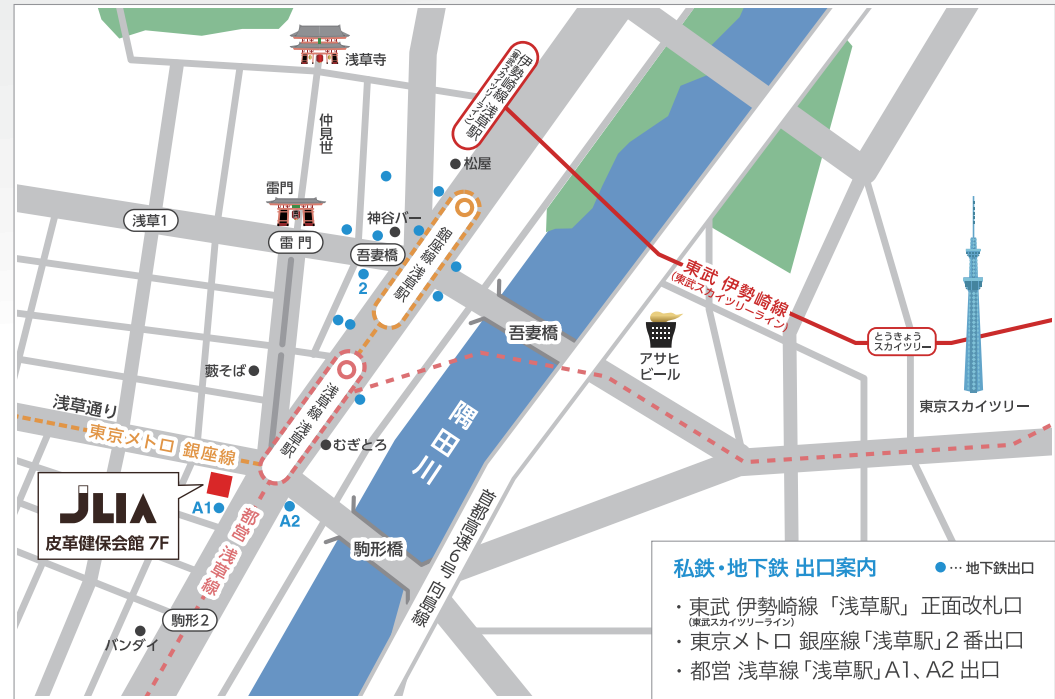 浅草寺
伊勢崎線 浅草駅
(東武スカイツリーライン)
仲見世
松屋
雷門
浅草1
雷 門
神谷バー
吾妻橋
銀座線 浅草駅
2
東武 伊勢崎線
(東武スカイツリーライン)
吾妻橋
アサヒ
ビール
とうきょう
スカイツリー
東京スカイツリー
藪そば
浅草線 浅草駅
浅草通り
東京メトロ 銀座線
むぎとろ
隅田川
JLIA
皮革健保会館 7F
A1
A2
都営 浅草線
駒形橋
首都高速6号 向島線
駒形2
バンダイ
私鉄・地下鉄 出口案内
●… 地下鉄出口
・東武 伊勢崎線 「浅草駅」 正面改札口
(東武スカイツリーライン)
・東京メトロ 銀座線「浅草駅」2番出口
・都営 浅草線「浅草駅」A1、A2 出口